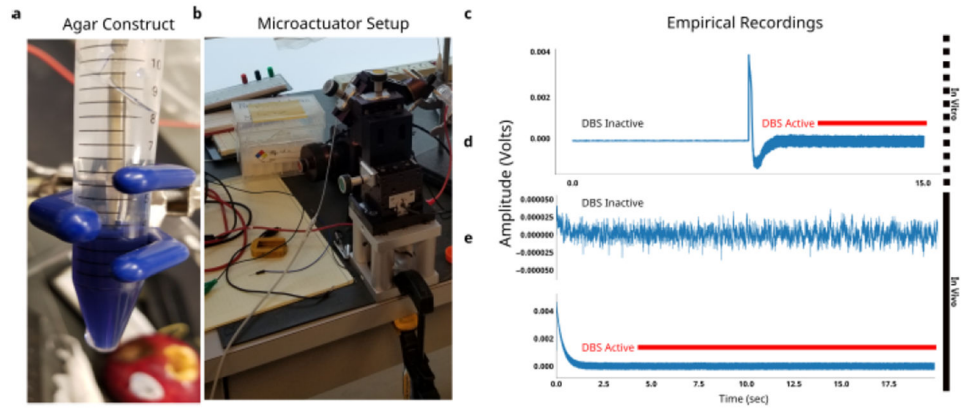 a
Agar Construct
10
9
8
7
b
Microactuator Setup
c
Empirical Recordings
0.004
0.002
0.000
DBS Inactive
DBS Active
0.0
15.0
In Vitro
d
Amplitude (Volts)
DBS Inactive
0.000050
0.000025
0.000000
−0.000025
−0.000050
e
In Vivo
0.004
0.002
0.000
DBS Active
0.0
2.5
5.0
7.5
10.0
12.5
15.0
17.5
Time (sec)